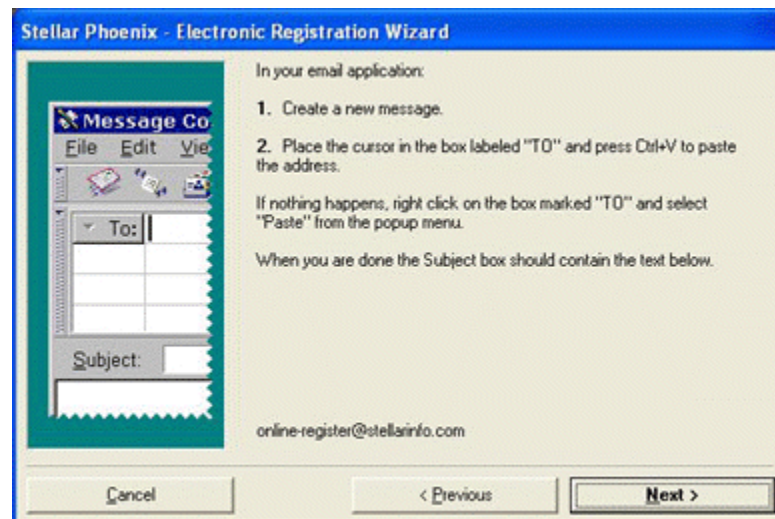 Stellar Phoenix - Electronic Registration Wizard
In your email application:
1. Create a new message.
2. Place the cursor in the box labeled "TO" and press Ctrl+V to paste
the address.
If nothing happens, right click on the box marked "TO" and select
"Paste" from the popup menu.
When you are done the Subject box should contain the text below.
Message Co
File Edit Vie
To:
Subject:
online-register@stellarinfo.com
Cancel
< Previous
Next >